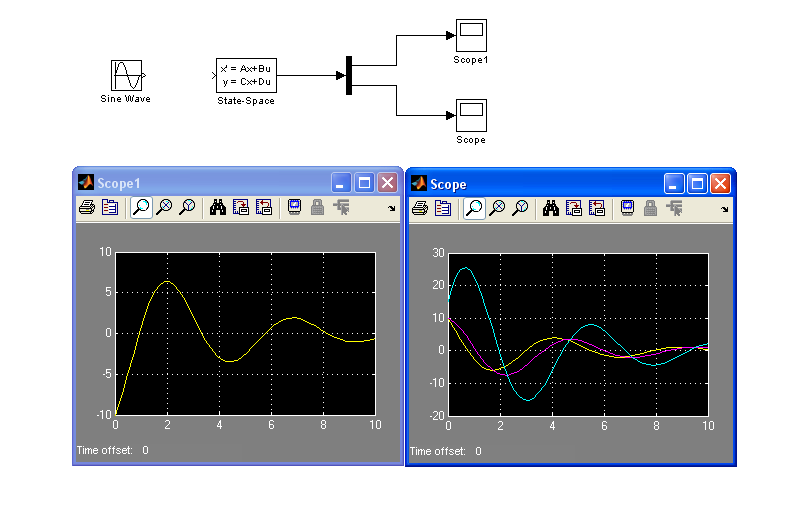 Scope1
x' = Ax+Bu
y = Cx+Du
Sine Wave
State-Space
Scope
Scope1
10
5
0
-5
-10
0 2 4 6 8 10
Time offset: 0
Scope
30
20
10
0
-10
-20
0 2 4 6 8 10
Time offset: 0